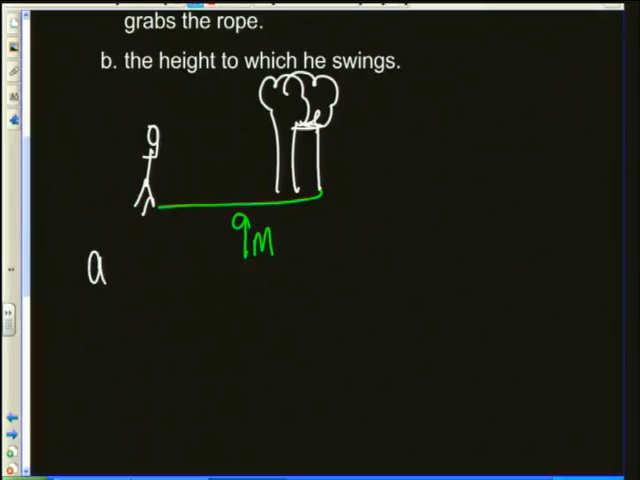 grabs the rope.
b. the height to which he swings.
9m
a